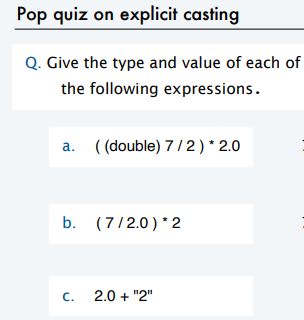 Pop quiz on explicit casting
Q. Give the type and value of each of
the following expressions.
a. ( (double) 7 / 2 ) * 2.0
b. ( 7 / 2.0 ) * 2
c. 2.0 + "2"